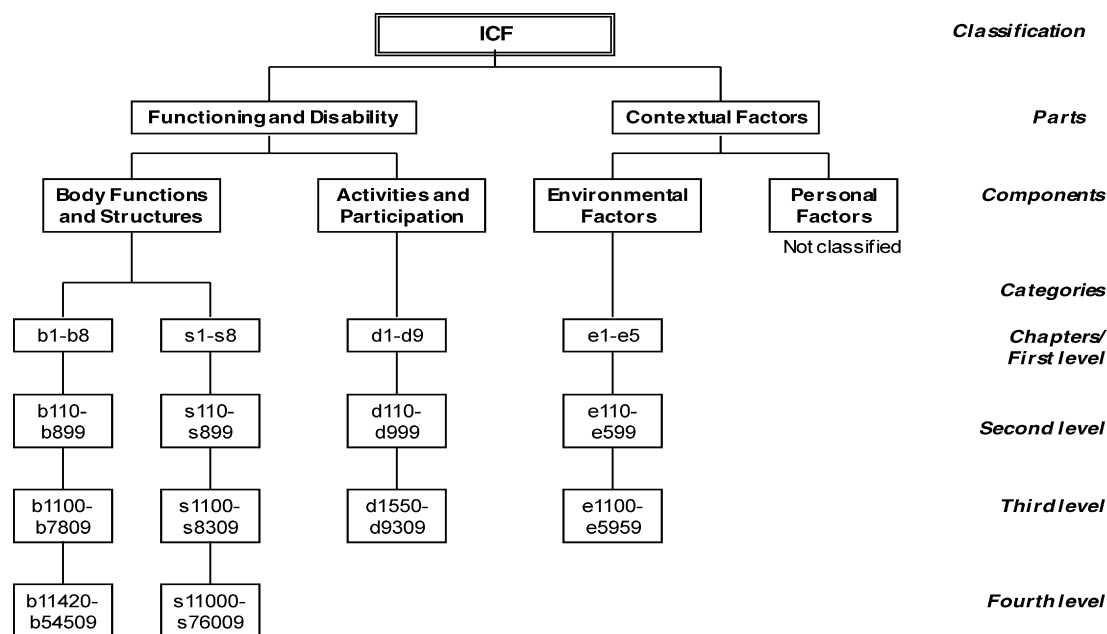 ICF
Classification
Functioning and Disability
Contextual Factors
Parts
Body Functions
and Structures
Activities and
Participation
Environmental
Factors
Personal
Factors
Components
Not classified
Categories
b1-b8
s1-s8
d1-d9
e1-e5
Chapters/
First level
b110-
b899
s110-
s899
d110-
d999
e110-
e599
Second level
b1100-
b7809
s1100-
s8309
d1550-
d9309
e1100-
e5959
Third level
b11420-
b54509
s11000-
s76009
Fourth level